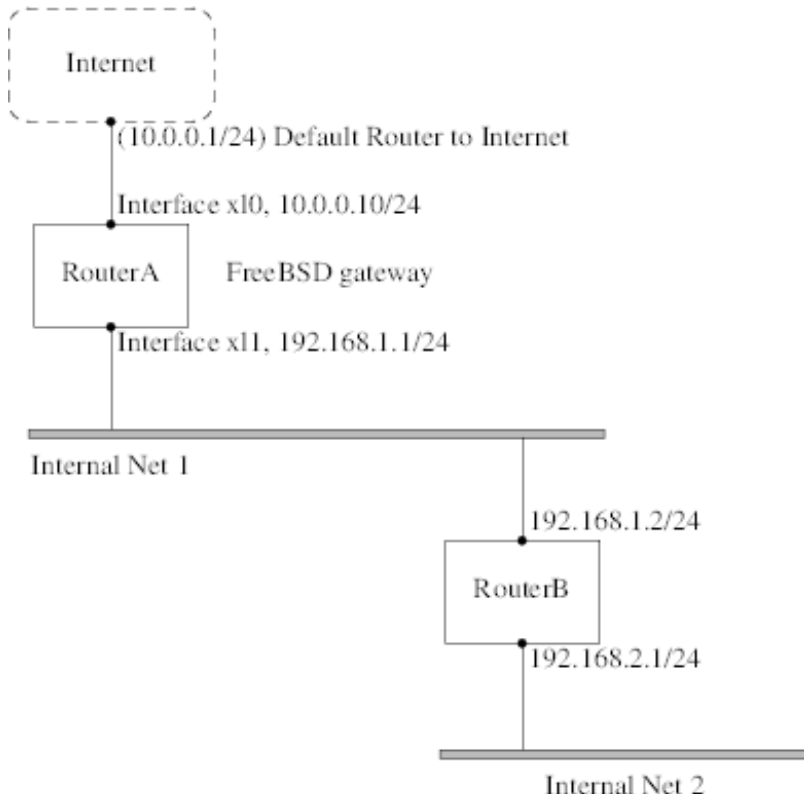 Internet
(10.0.0.1/24) Default Router to Internet
Interface xl0, 10.0.0.10/24
RouterA
FreeBSD gateway
Interface xl1, 192.168.1.1/24
Internal Net 1
192.168.1.2/24
RouterB
192.168.2.1/24
Internal Net 2